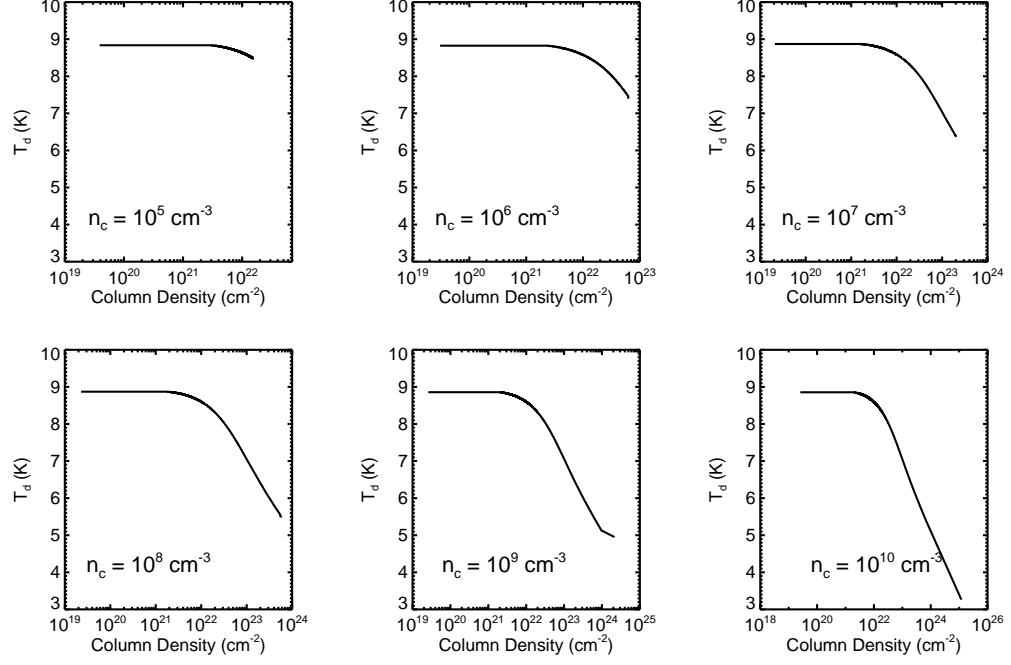 10
9
8
7
6
5
4
3
T_d (K)
n_c = 10^5 cm^-3
10^19 10^20 10^21 10^22
Column Density (cm^-2)
10
9
8
7
6
5
4
3
T_d (K)
n_c = 10^6 cm^-3
10^19 10^20 10^21 10^22 10^23
Column Density (cm^-2)
10
9
8
7
6
5
4
3
T_d (K)
n_c = 10^7 cm^-3
10^19 10^20 10^21 10^22 10^23 10^24
Column Density (cm^-2)
10
9
8
7
6
5
4
3
T_d (K)
n_c = 10^8 cm^-3
10^19 10^20 10^21 10^22 10^23 10^24
Column Density (cm^-2)
10
9
8
7
6
5
4
3
T_d (K)
n_c = 10^9 cm^-3
10^19 10^20 10^21 10^22 10^23 10^24 10^25
Column Density (cm^-2)
10
9
8
7
6
5
4
3
T_d (K)
n_c = 10^10 cm^-3
10^18 10^20 10^22 10^24 10^26
Column Density (cm^-2)